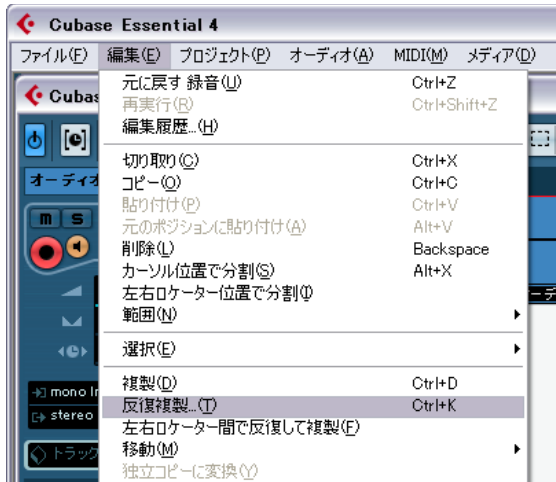 Cubase Essential 4
ファイル(F) 編集(E) プロジェクト(P) オーディオ(A) MIDI(M) メディア(D)
元に戻す 録音(U) Ctrl+Z
再実行(R) Ctrl+Shift+Z
編集履歴...(H)
切り取り(C) Ctrl+X
コピー(O) Ctrl+C
貼り付け(P) Ctrl+V
元のポジションに貼り付け(A) Alt+V
削除(L) Backspace
カーソル位置で分割(S) Alt+X
左右ロケーター位置で分割(I)
範囲(N)
選択(E)
複製(D) Ctrl+D
反復複製...(T) Ctrl+K
左右ロケーター間で反復して複製(F)
移動(M)
独立コピーに変換(Y)
m S
mono
stereo
トラック